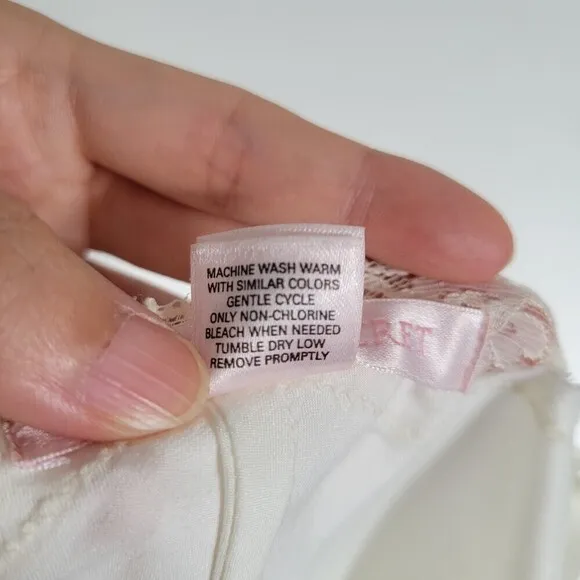 MACHINE WASH WARM
WITH SIMILAR COLORS
GENTLE CYCLE
ONLY NON-CHLORINE
BLEACH WHEN NEEDED
TUMBLE DRY LOW
REMOVE PROMPTLY